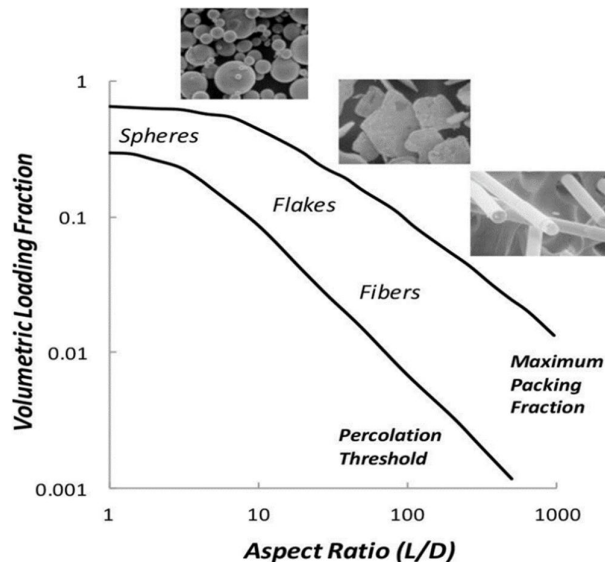 1
Spheres
Flakes
0.1
Fibers
0.01
Maximum
Packing
Fraction
Percolation
Threshold
0.001
1
10
100
1000
Volumetric Loading Fraction
Aspect Ratio (L/D)